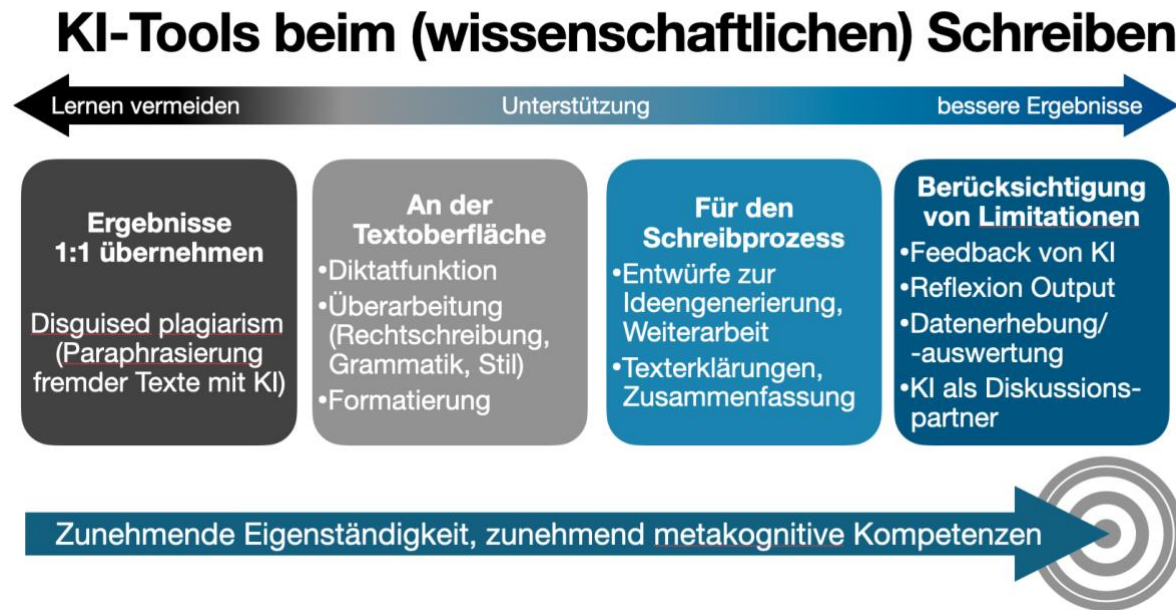 KI-Tools beim (wissenschaftlichen) Schreiben
Lernen vermeiden
Unterstützung
bessere Ergebnisse
Ergebnisse
1:1 übernehmen
Disguised plagiarism
(Paraphrasierung
fremder Texte mit KI)
An der
Textoberfläche
•Diktatfunktion
•Überarbeitung
(Rechtschreibung,
Grammatik, Stil)
•Formatierung
Für den
Schreibprozess
•Entwürfe zur
Ideengenerierung,
Weiterarbeit
•Texterklärungen,
Zusammenfassung
Berücksichtigung
von Limitationen
•Feedback von KI
•Reflexion Output
•Datenerhebung/
-auswertung
•KI als Diskussions-
partner
Zunehmende Eigenständigkeit, zunehmend metakognitive Kompetenzen